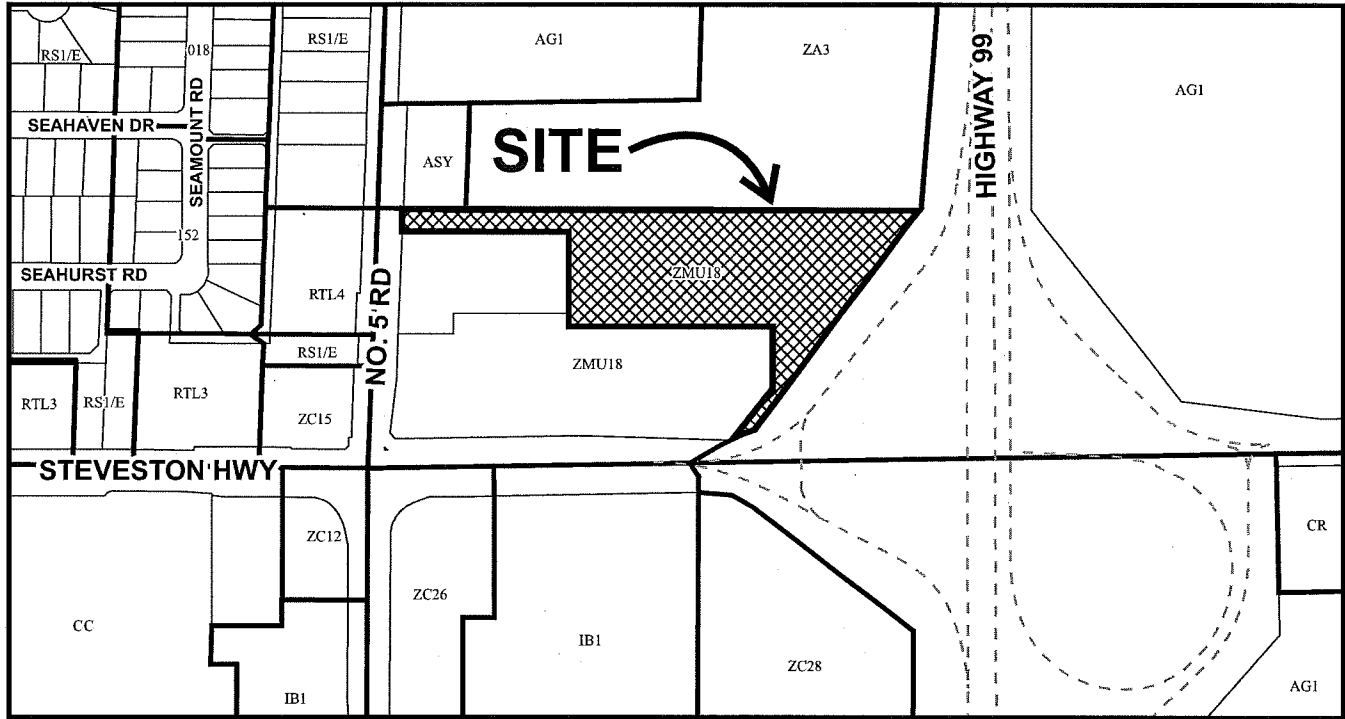 RS1/E
018
SEAMOUNT RD
RS1/E
AG1
ZA3
HIGHWAY 99
AG1
SEAHAVEN DR
ASY
SITE
152
SEAHURST RD
RTL4
NO. 5 RD
ZMU18
RS1/E
ZMU18
RTL3
RS1/E
RTL3
ZC15
STEVESTON HWY
ZC12
ZC26
CR
CC
IB1
IB1
ZC28
AG1